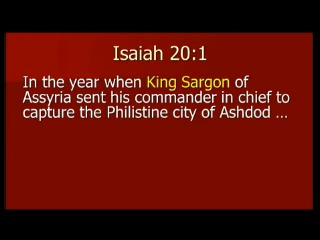 Isaiah 20:1
In the year when King Sargon of
Assyria sent his commander in chief to
capture the Philistine city of Ashdod ...